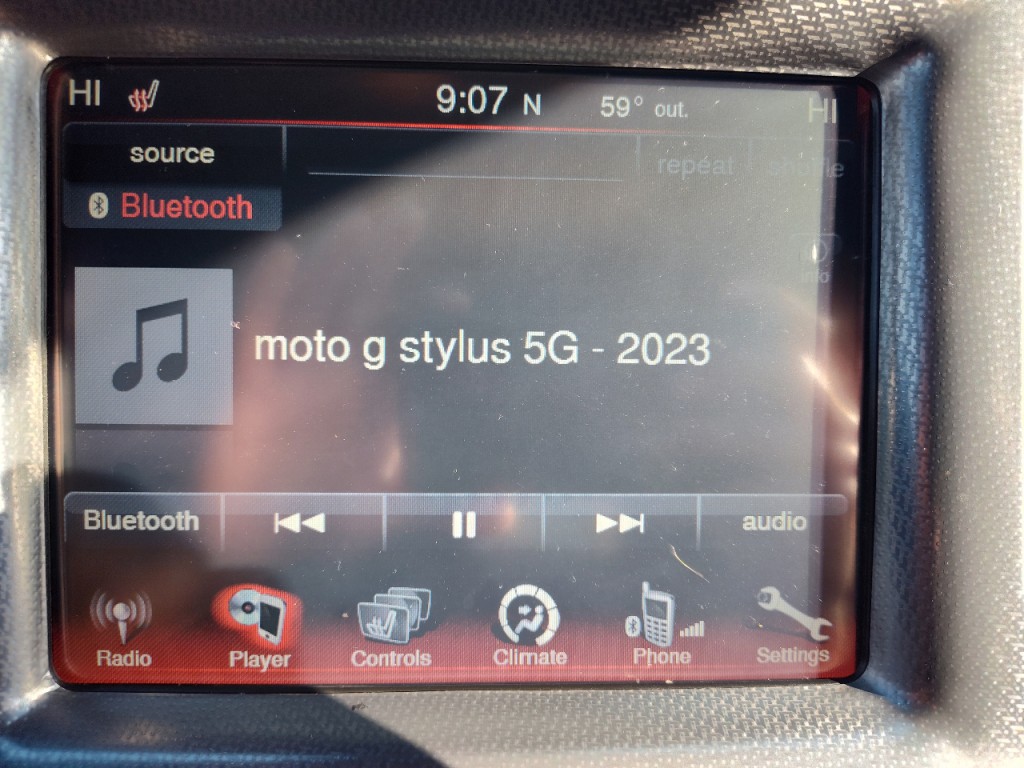 HI 9:07 N 59° out. HI
source repeat shuffle
Bluetooth
moto g stylus 5G - 2023
Bluetooth audio
Radio Player Controls Climate Phone Settings